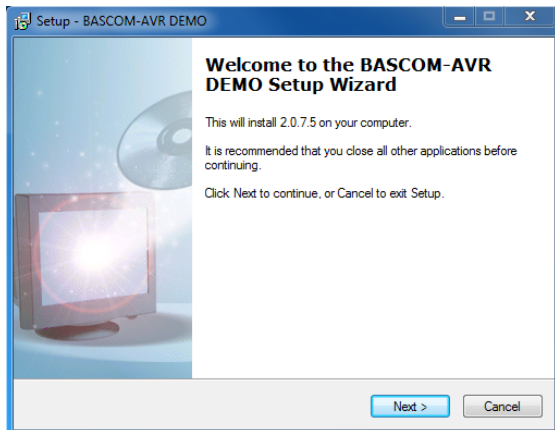 Setup - BASCOM-AVR DEMO
Welcome to the BASCOM-AVR
DEMO Setup Wizard
This will install 2.0.7.5 on your computer.
It is recommended that you close all other applications before
continuing.
Click Next to continue, or Cancel to exit Setup.
Next >
Cancel